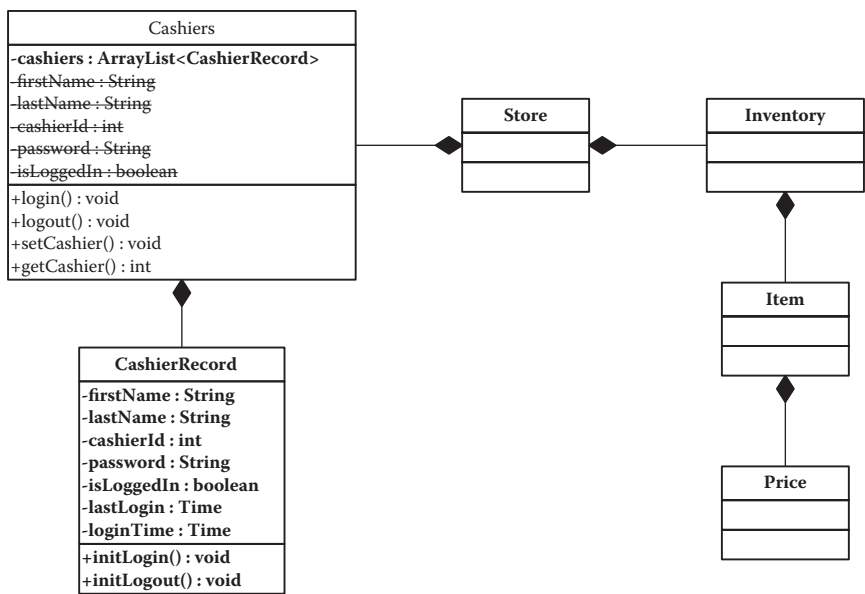 Cashiers
-cashiers : ArrayList<CashierRecord>
-firstName : String
-lastName : String
-cashierId : int
-password : String
-isLoggedIn : boolean
+login() : void
+logout() : void
+setCashier() : void
+getCashier() : int
Store
Inventory
Item
Price
CashierRecord
-firstName : String
-lastName : String
-cashierId : int
-password : String
-isLoggedIn : boolean
-lastLogin : Time
-loginTime : Time
+initLogin() : void
+initLogout() : void